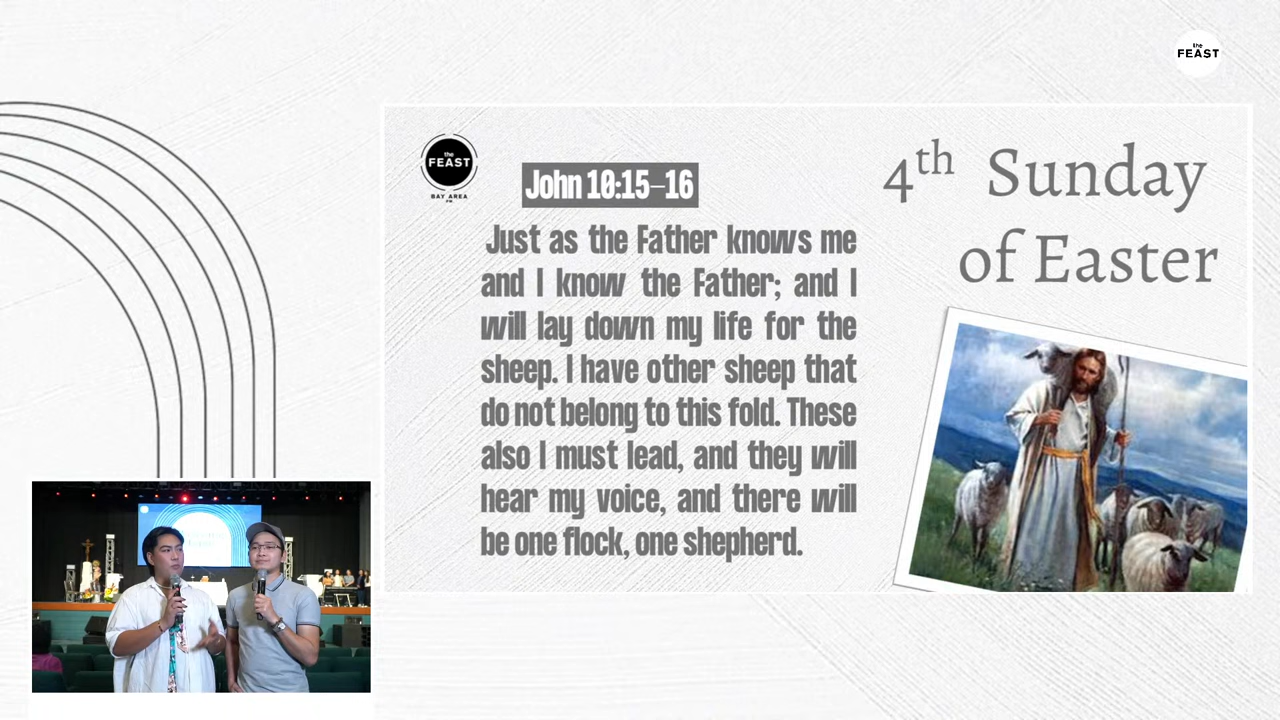 the
FEAST
the
FEAST
BAY AREA
PM.
John 10:15–16
Just as the Father knows me
and I know the Father; and I
will lay down my life for the
sheep. I have other sheep that
do not belong to this fold. These
also I must lead, and they will
hear my voice, and there will
be one flock, one shepherd.
4th Sunday
of Easter